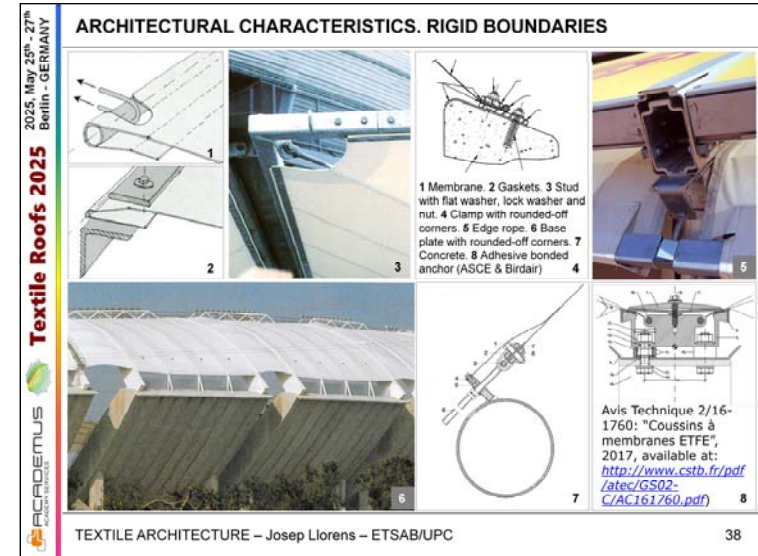 2025, May 25th - 27th
Berlin - GERMANY
Textile Roofs 2025
ACADEMUS
ACADEMY SERVICES
ARCHITECTURAL CHARACTERISTICS. RIGID BOUNDARIES
1
2
3
1 Membrane. 2 Gaskets. 3 Stud
with flat washer, lock washer and
nut. 4 Clamp with rounded-off
corners. 5 Edge rope. 6 Base
plate with rounded-off corners. 7
Concrete. 8 Adhesive bonded
anchor (ASCE & Birdair)
4
5
6
7
Avis Technique 2/16-
1760: “Coussins à
membranes ETFE”,
2017, available at:
http://www.cstb.fr/pdf
/atec/GS02-
C/AC161760.pdf)
8
TEXTILE ARCHITECTURE – Josep Llorens – ETSAB/UPC
38